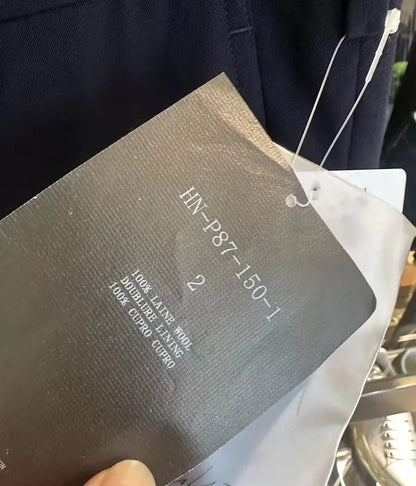 HN-P87-150-1
2
100% LAINE WOOL
DOUBLURE LINING
100% CUPRO CUPRO